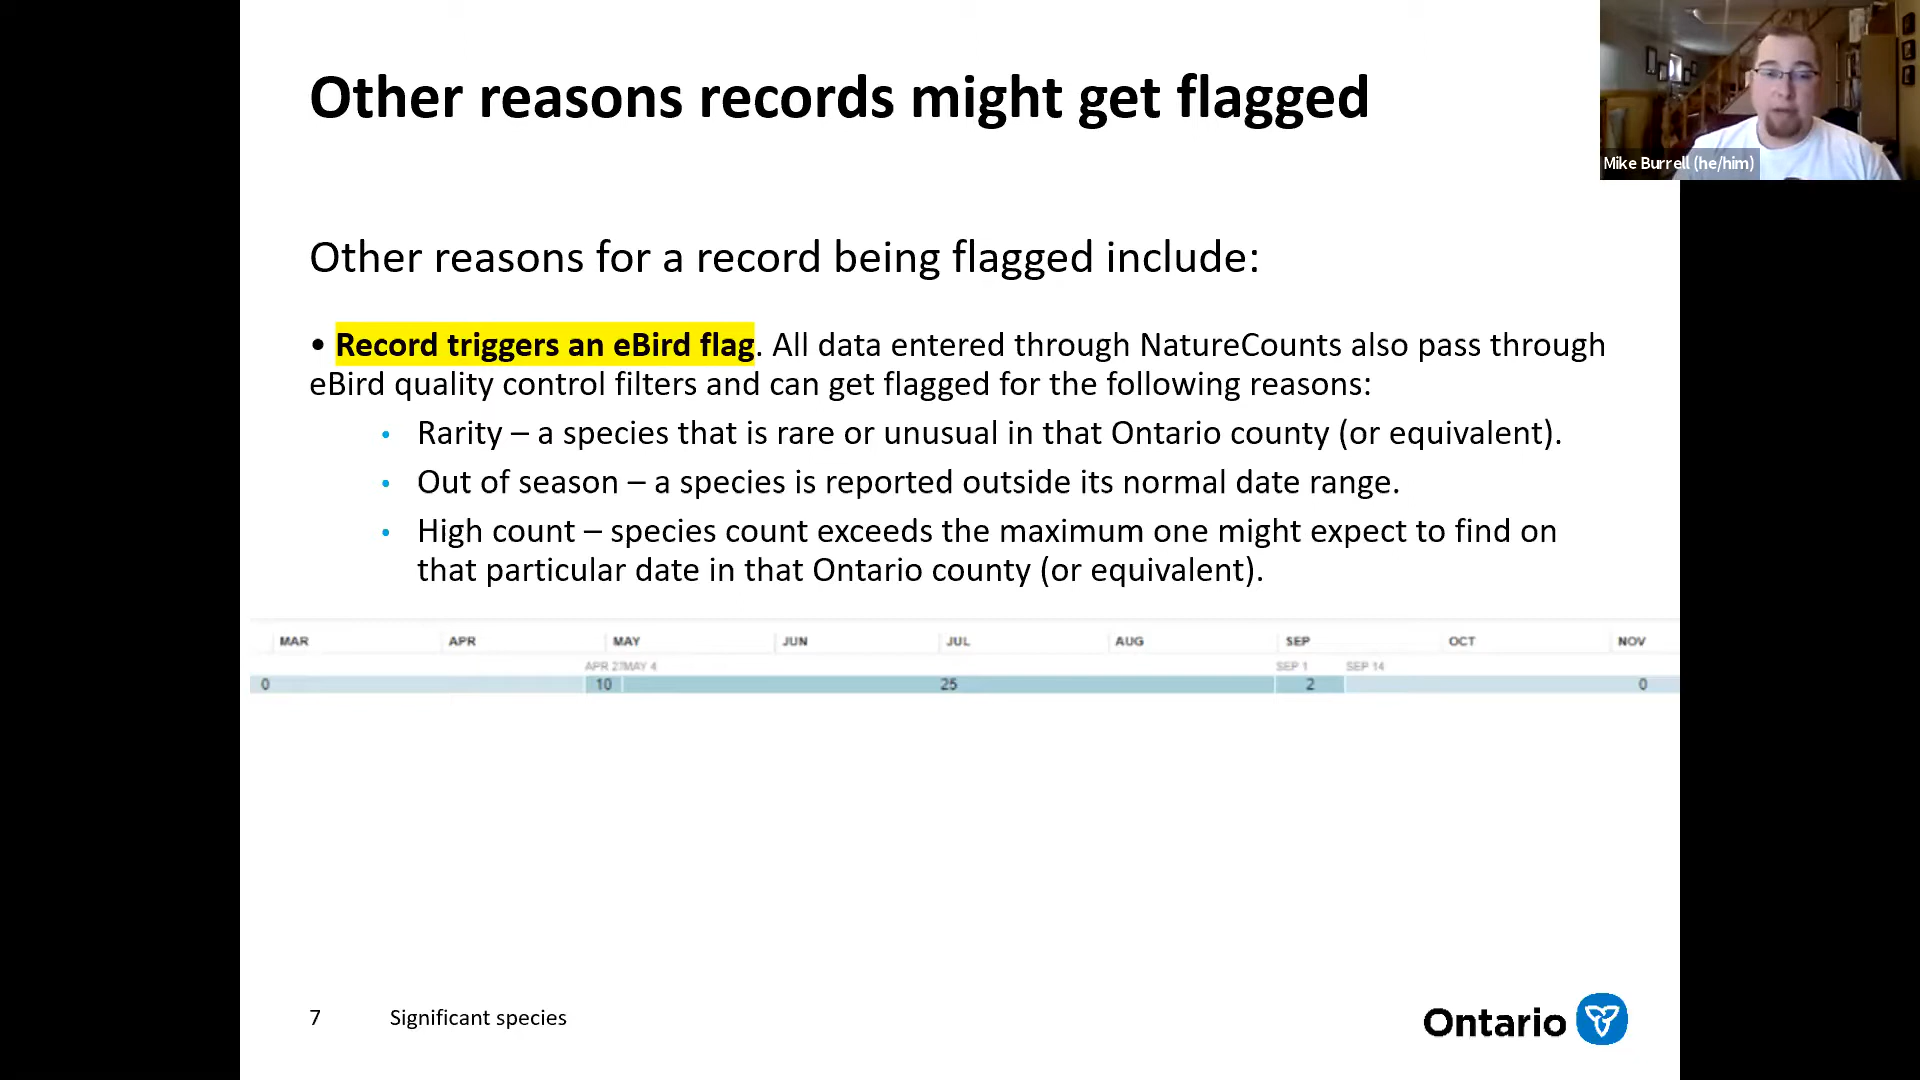 Other reasons records might get flagged
Mike Burrell (he/him)
Other reasons for a record being flagged include:
• Record triggers an eBird flag. All data entered through NatureCounts also pass through
eBird quality control filters and can get flagged for the following reasons:
• Rarity – a species that is rare or unusual in that Ontario county (or equivalent).
• Out of season – a species is reported outside its normal date range.
• High count – species count exceeds the maximum one might expect to find on
that particular date in that Ontario county (or equivalent).
MAR APR MAY JUN JUL AUG SEP OCT NOV
APR 27 MAY 4 SEP 1 SEP 14
0 10 25 2 0
7 Significant species
Ontario